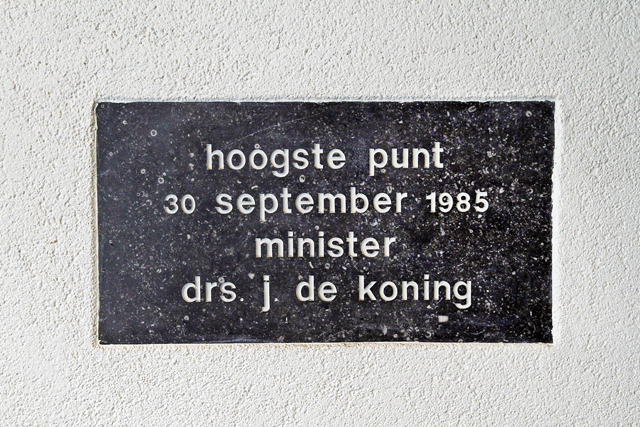 hoogste punt
30 september 1985
minister
drs. j. de koning